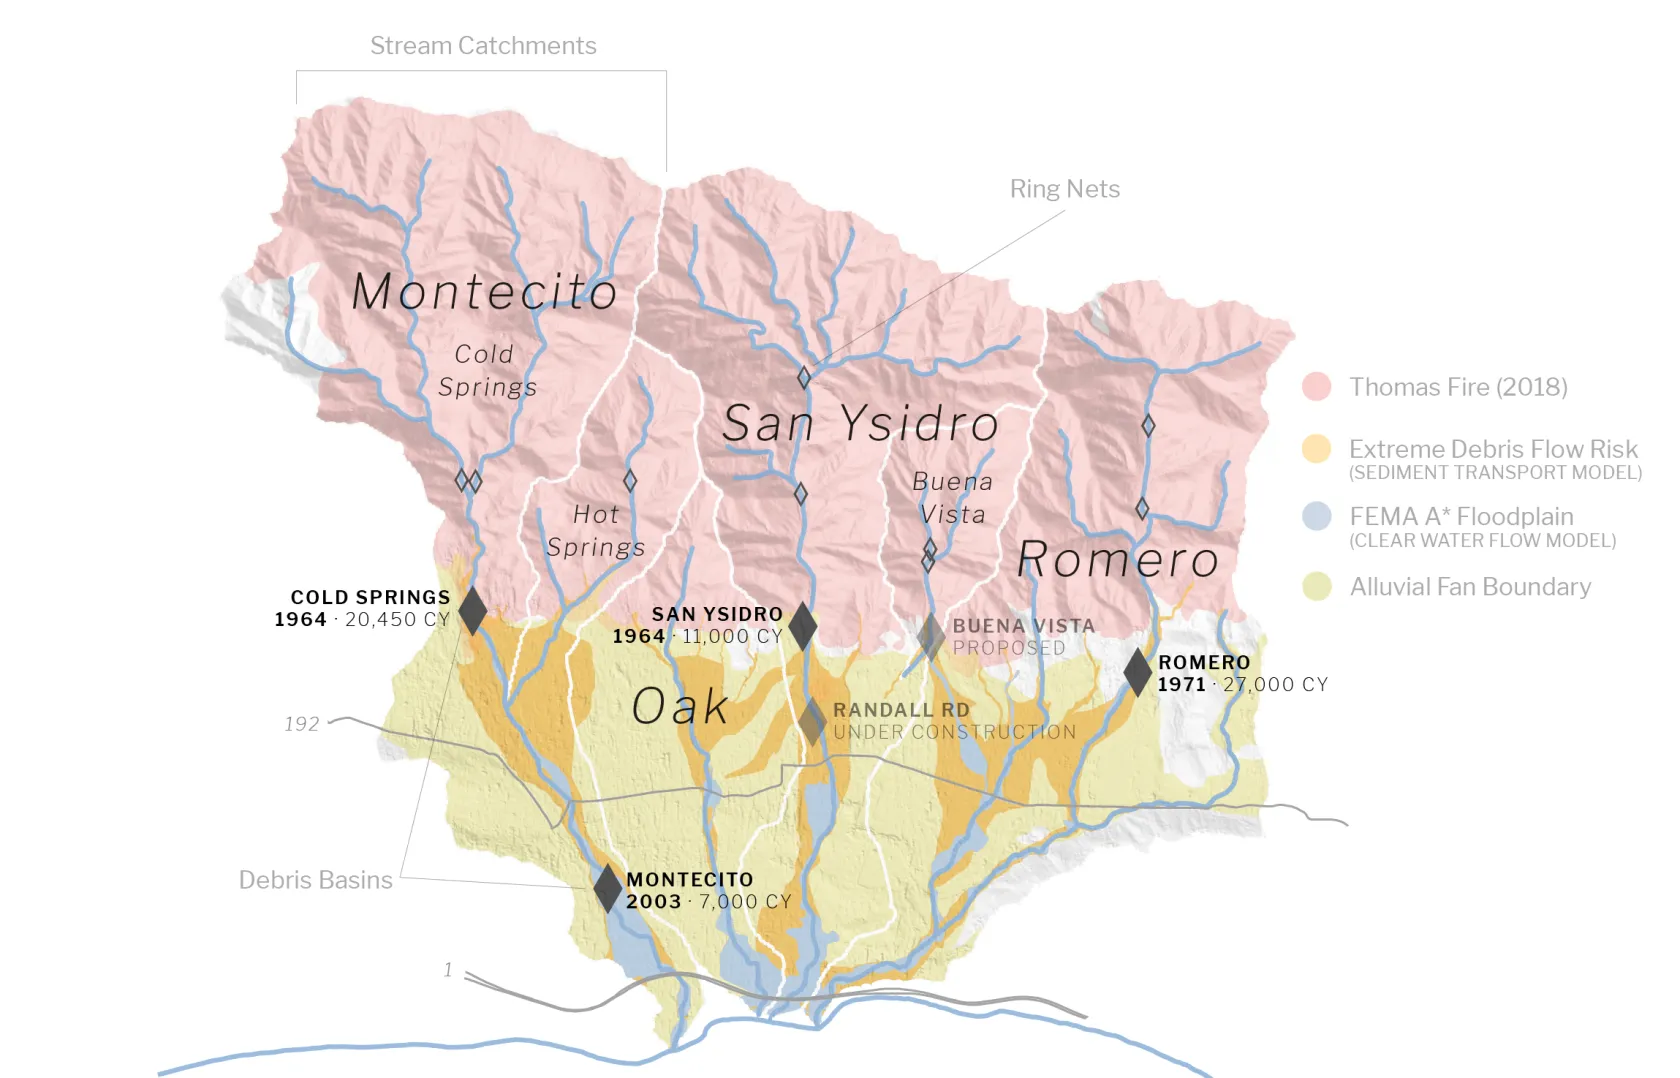 Stream Catchments
Ring Nets
Montecito
Cold
Springs
San Ysidro
Buena
Vista
Hot
Springs
Romero
Thomas Fire (2018)
Extreme Debris Flow Risk
(SEDIMENT TRANSPORT MODEL)
FEMA A* Floodplain
(CLEAR WATER FLOW MODEL)
Alluvial Fan Boundary
COLD SPRINGS
1964 · 20,450 CY
SAN YSIDRO
1964 · 11,000 CY
BUENA VISTA
PROPOSED
ROMERO
1971 · 27,000 CY
Oak
RANDALL RD
UNDER CONSTRUCTION
192
Debris Basins
MONTECITO
2003 · 7,000 CY
1